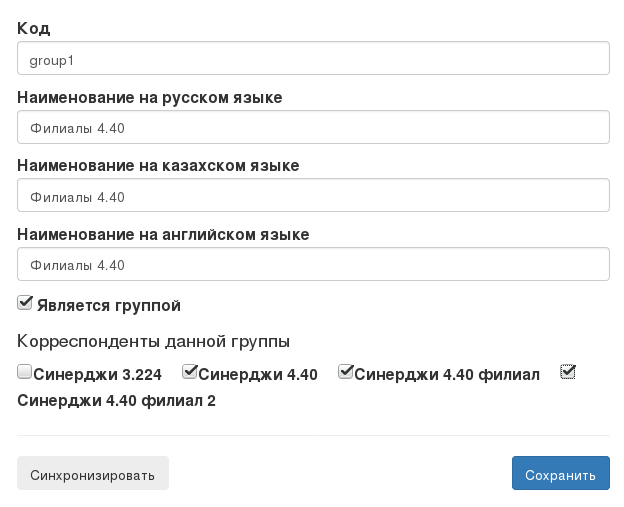 Код
group1
Наименование на русском языке
Филиалы 4.40
Наименование на казахском языке
Филиалы 4.40
Наименование на английском языке
Филиалы 4.40
Является группой
Корреспонденты данной группы
Синерджи 3.224 Синерджи 4.40 Синерджи 4.40 филиал
Синерджи 4.40 филиал 2
Синхронизировать Сохранить